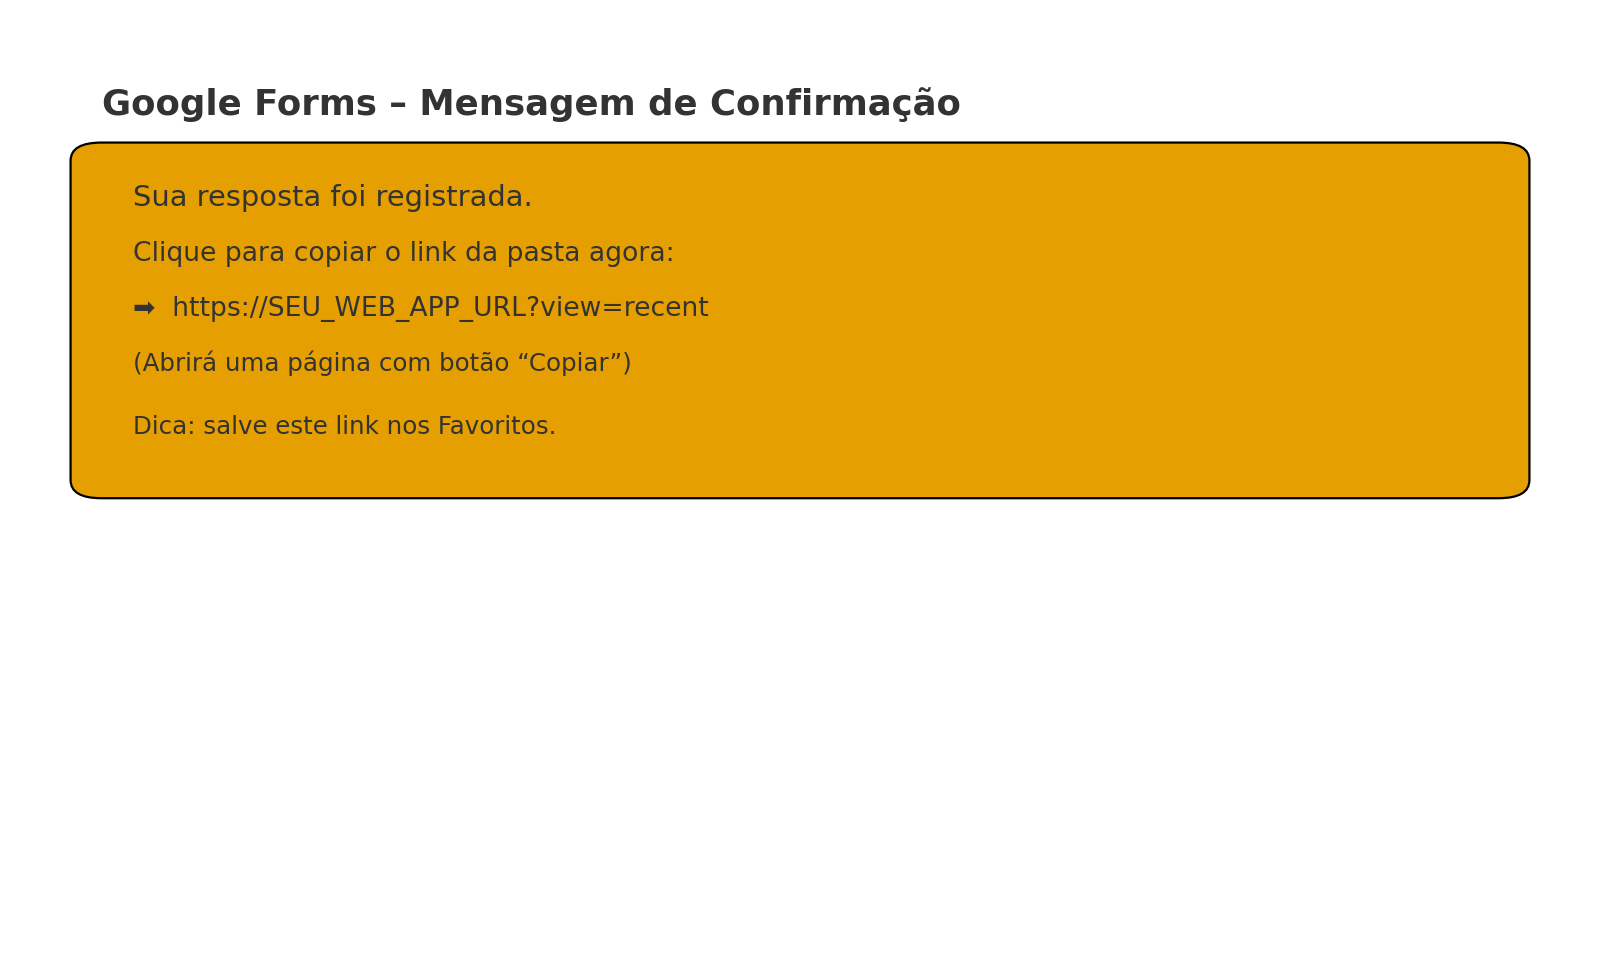 Google Forms – Mensagem de Confirmação
Sua resposta foi registrada.
Clique para copiar o link da pasta agora:
➡ https://SEU_WEB_APP_URL?view=recent
(Abrirá uma página com botão “Copiar”)
Dica: salve este link nos Favoritos.